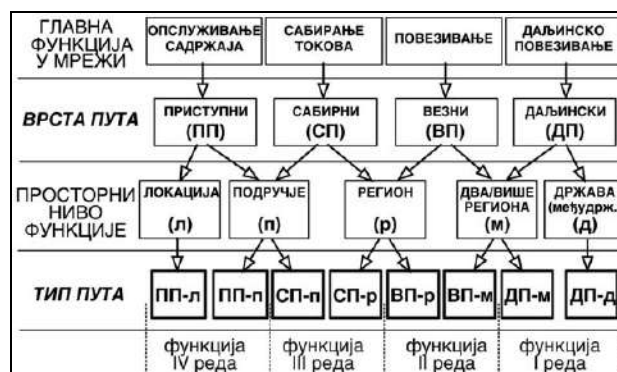 ГЛАВНА
ФУНКЦИЈА
У МРЕЖИ
ОПСЛУЖИВАЊЕ
САДРЖАЈА
САБИРАЊЕ
ТОКОВА
ПОВЕЗИВАЊЕ
ДАЉИНСКО
ПОВЕЗИВАЊЕ
ВРСТА ПУТА
ПРИСТУПНИ
(ПП)
САБИРНИ
(СП)
ВЕЗНИ
(ВП)
ДАЉИНСКИ
(ДП)
ПРОСТОРНИ
НИВО
ФУНКЦИЈЕ
ЛОКАЦИЈА
(л)
ПОДРУЧЈЕ
(п)
РЕГИОН
(р)
ДВА/ВИШЕ
РЕГИОНА
(м)
ДРЖАВА
(међудрж.)
(д)
ТИП ПУТА
ПП-л
ПП-п
СП-п
СП-р
ВП-р
ВП-м
ДП-м
ДП-д
функција
IV реда
функција
III реда
функција
II реда
функција
I реда